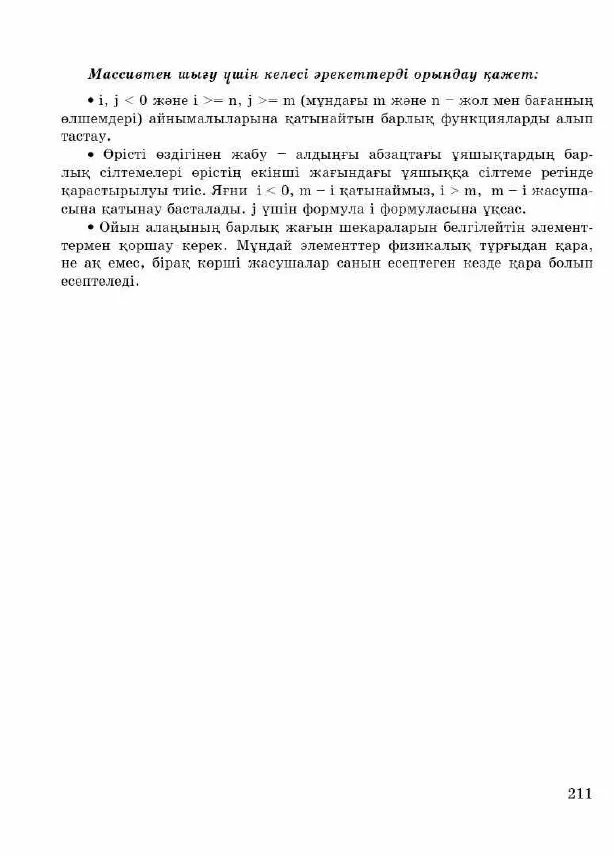 Массивтен шығу үшін келесі әрекеттерді орындау қажет:
• i, j < 0 және i >= n, j >= m (мұндағы m және n – жол мен бағанның
өлшемдері) айнымалыларына қатынайтын барлық функцияларды алып
тастау.
• Өрісті өздігінен жабу – алдыңғы абзацтағы ұяшықтардың бар-
лық сілтемелері өрістің екінші жағындағы ұяшыққа сілтеме ретінде
қарастырылуы тиіс. Яғни i < 0, m – i қатынаймыз, i > m, m – i жасуша-
сына қатынау басталады. j үшін формула i формуласына ұқсас.
• Ойын алаңының барлық жағын шекараларын белгілейтін элемент-
термен қоршау керек. Мұндай элементтер физикалық тұрғыдан қара,
не ақ емес, бірақ көрші жасушалар санын есептеген кезде қара болып
есептеледі.
211